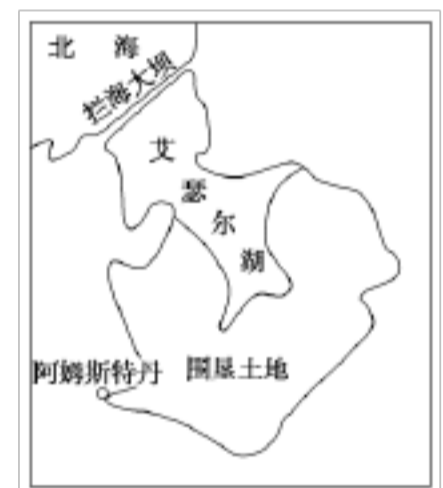 北海
拦海大坝
艾瑟尔湖
阿姆斯特丹
围垦土地